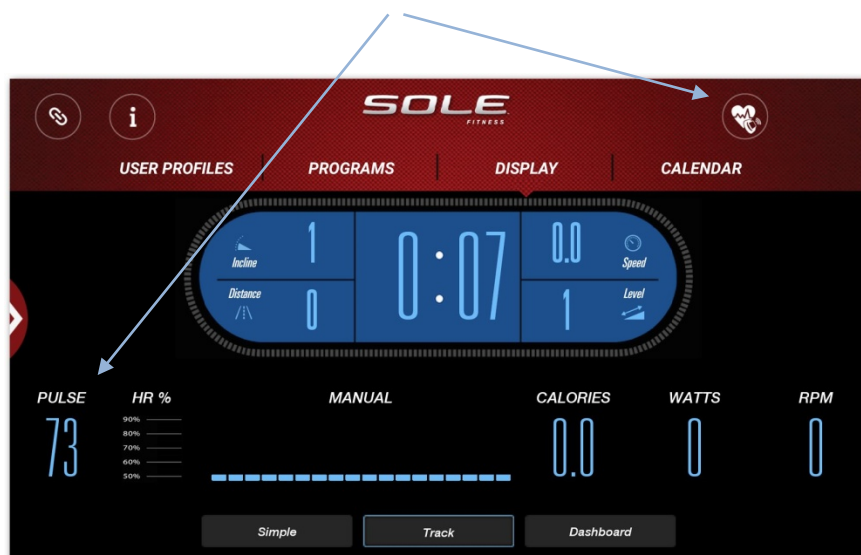 i
SOLE
FITNESS
USER PROFILES PROGRAMS DISPLAY CALENDAR
Incline 1 0:07 0.0 Speed
Distance 0 1 Level
PULSE HR % MANUAL CALORIES WATTS RPM
73 0.0 0 0
90%
80%
70%
60%
50%
Simple Track Dashboard